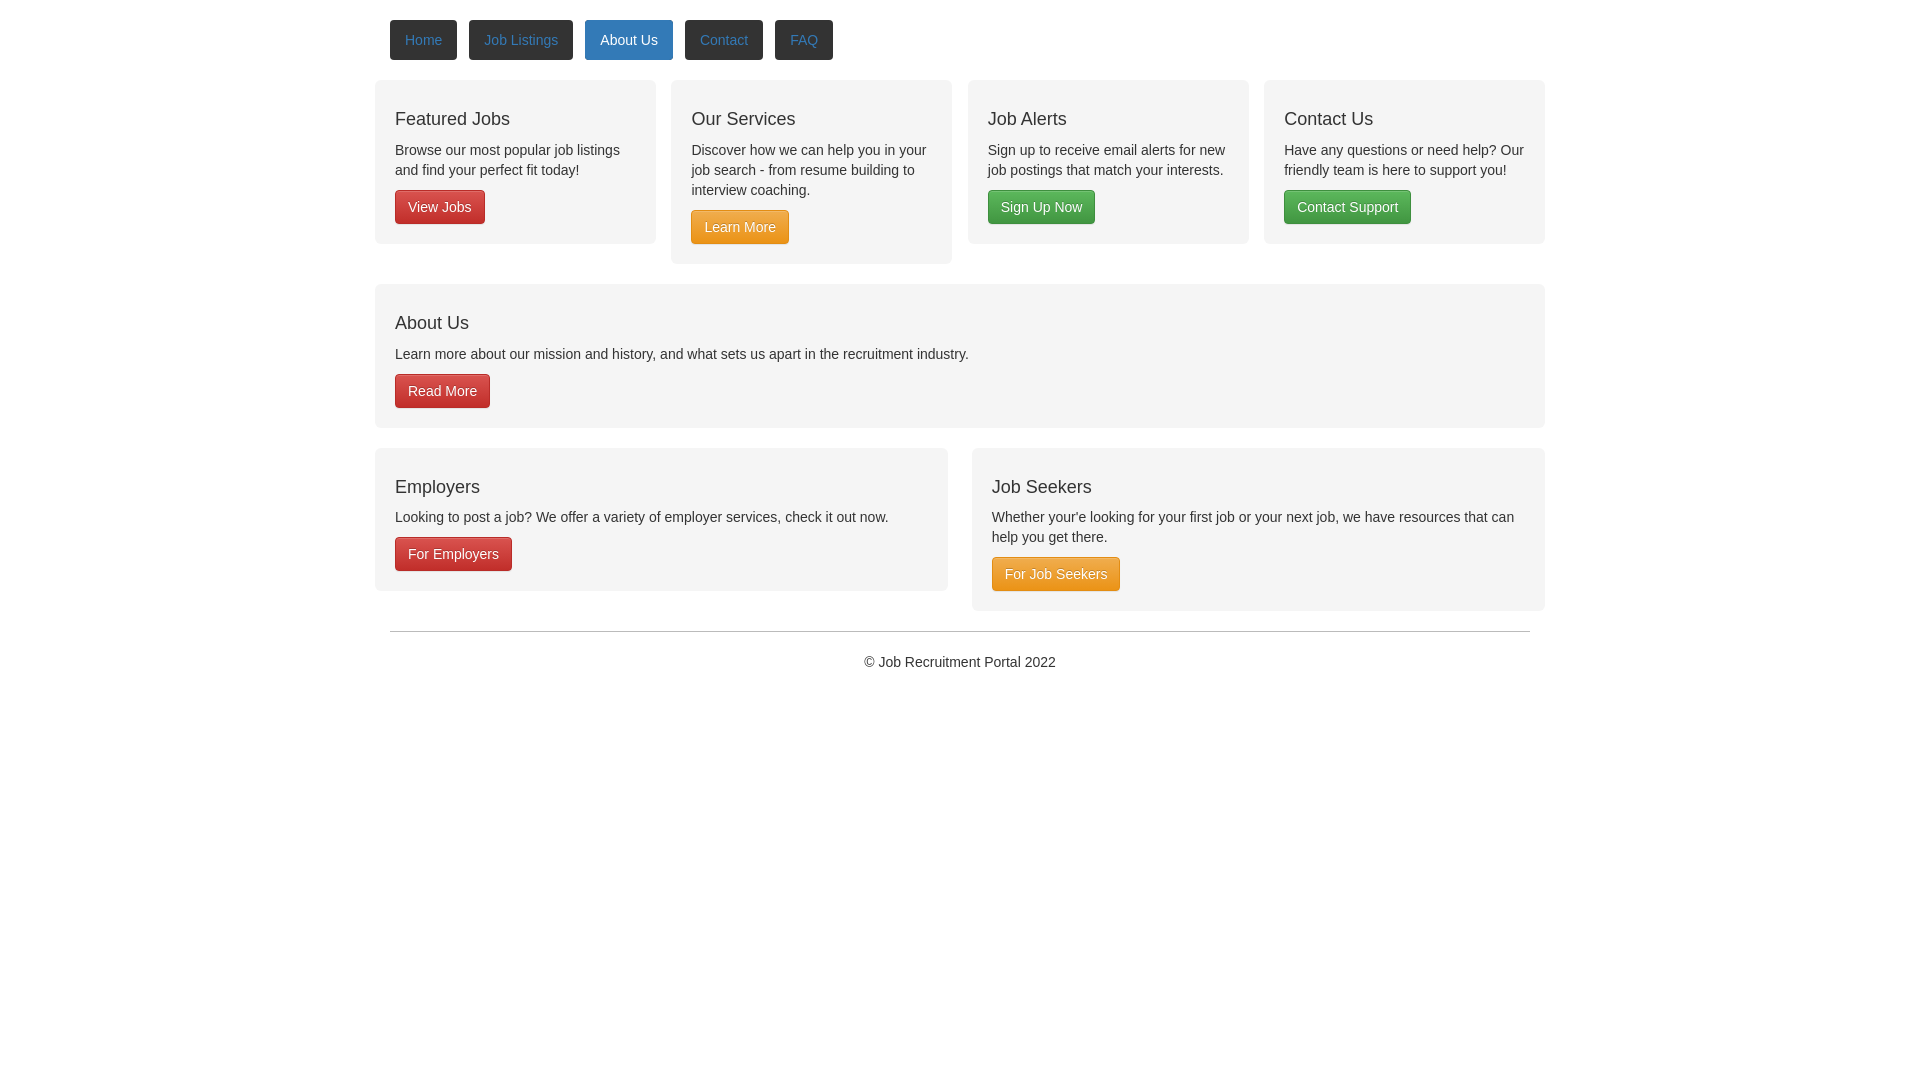 Home
Job Listings
About Us
Contact
FAQ
Featured Jobs
Browse our most popular job listings
and find your perfect fit today!
View Jobs
Our Services
Discover how we can help you in your
job search - from resume building to
interview coaching.
Learn More
Job Alerts
Sign up to receive email alerts for new
job postings that match your interests.
Sign Up Now
Contact Us
Have any questions or need help? Our
friendly team is here to support you!
Contact Support
About Us
Learn more about our mission and history, and what sets us apart in the recruitment industry.
Read More
Employers
Looking to post a job? We offer a variety of employer services, check it out now.
For Employers
Job Seekers
Whether your'e looking for your first job or your next job, we have resources that can
help you get there.
For Job Seekers
© Job Recruitment Portal 2022